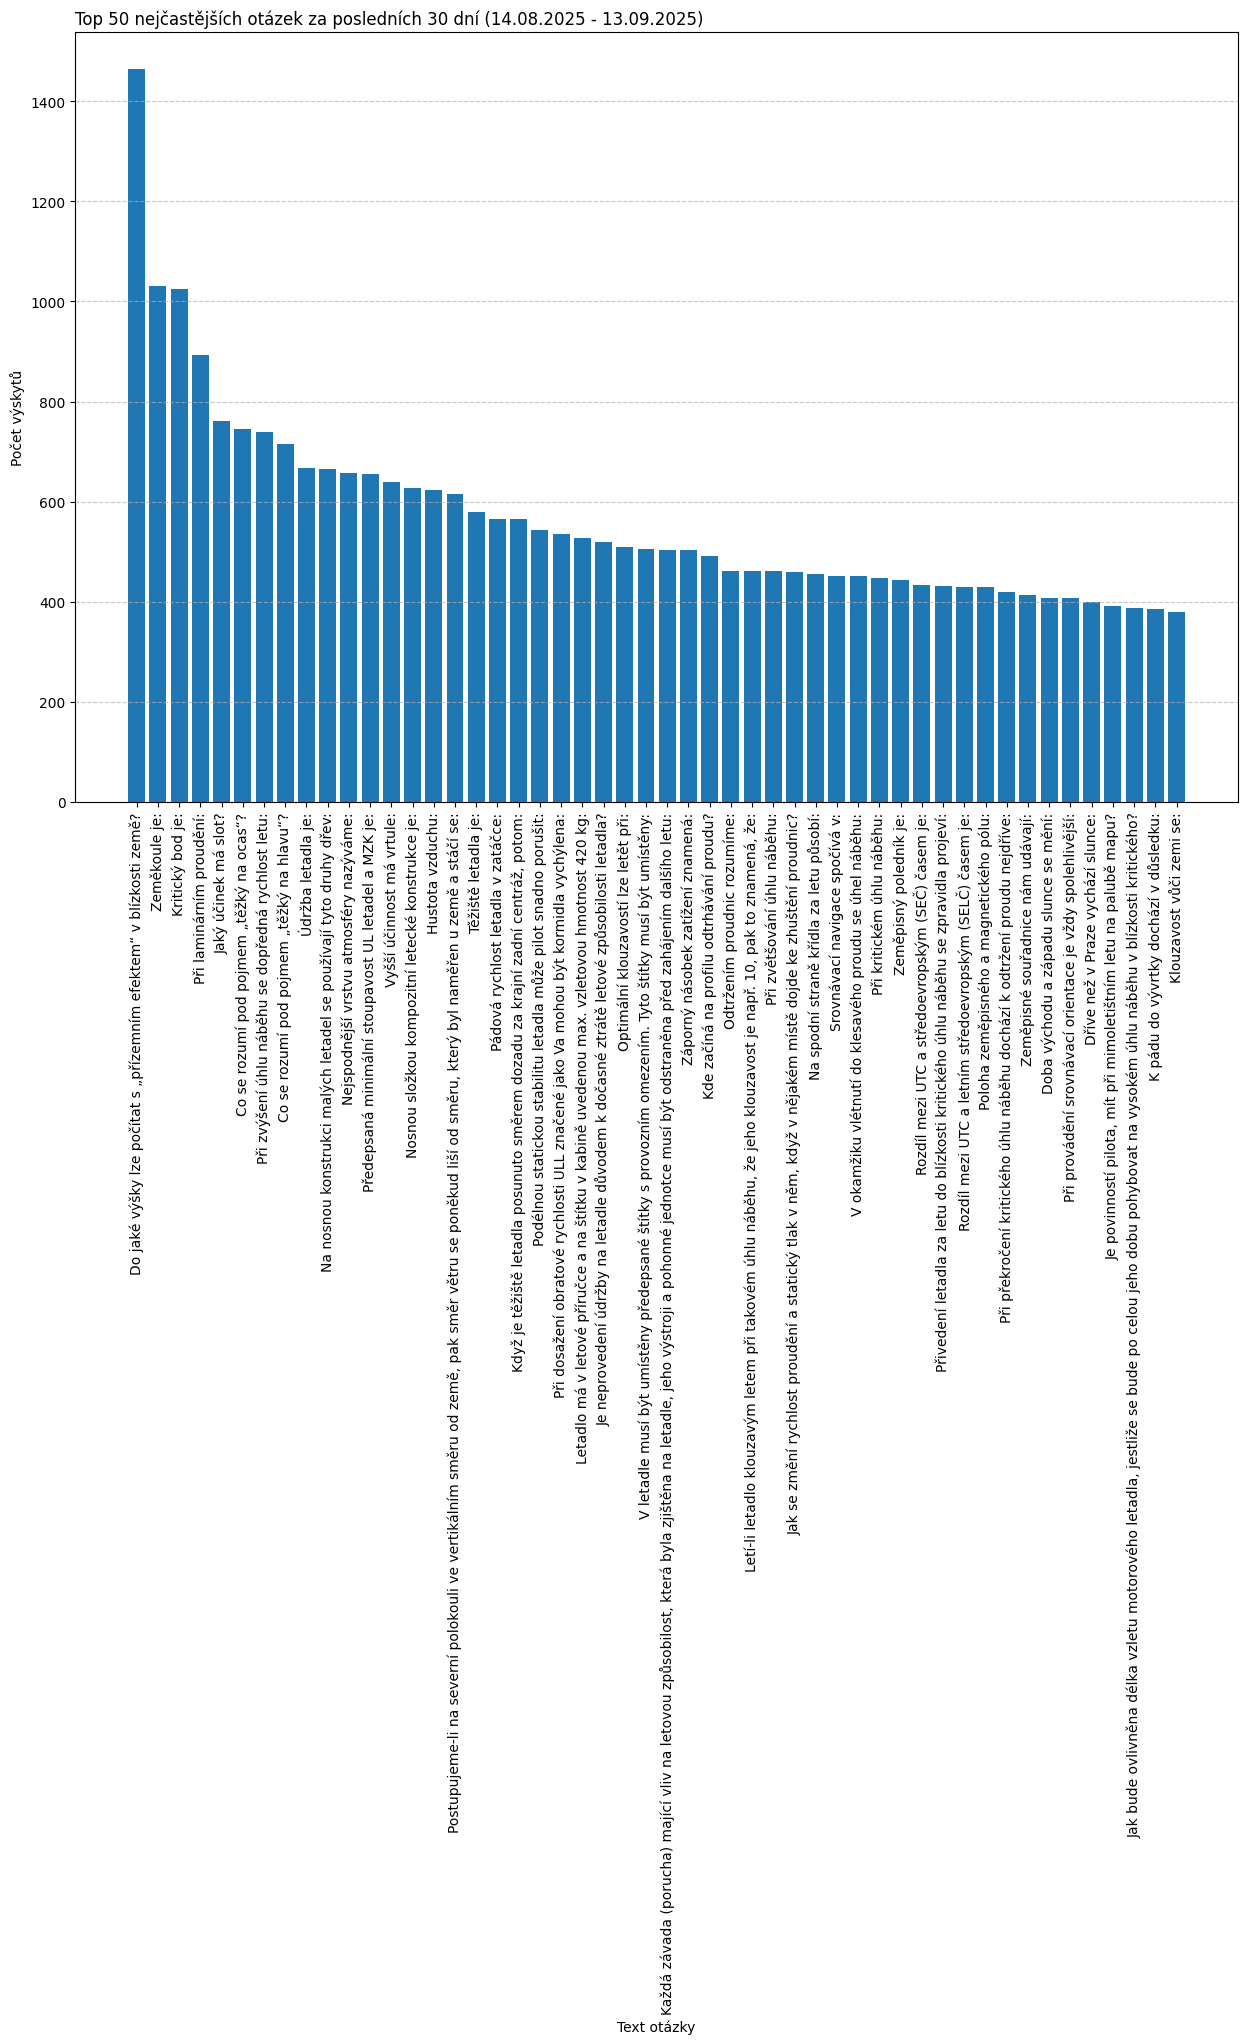 Top 50 nejčastějších otázek za posledních 30 dní (14.08.2025 - 13.09.2025)
Počet výskytů
1400
1200
1000
800
600
400
200
0
Do jaké výšky lze počítat s „přízemním efektem“ v blízkosti země?
Zeměkoule je:
Kritický bod je:
Při laminárním proudění:
Jaký účinek má slot?
Co se rozumí pod pojmem „těžký na ocas“?
Při zvýšení úhlu náběhu se dopředná rychlost letu:
Co se rozumí pod pojmem „těžký na hlavu“?
Údržba letadla je:
Na nosnou konstrukci malých letadel se používají tyto druhy dřev:
Nejspodnější vrstvu atmosféry nazýváme:
Předepsaná minimální stoupavost UL letadel a MZK je:
Vyšší účinnost má vrtule:
Nosnou složkou kompozitní letecké konstrukce je:
Hustota vzduchu:
Postupujeme-li na severní polokouli ve vertikálním směru od země, pak směr větru se poněkud liší od směru, který byl naměřen u země a stáčí se:
Těžiště letadla je:
Pádová rychlost letadla v zatáčce:
Když je těžiště letadla posunuto směrem dozadu za krajní zadní centráž, potom:
Podélnou statickou stabilitu letadla může pilot snadno porušit:
Při dosažení obratové rychlosti ULL značené jako Va mohou být kormidla vychýlena:
Letadlo má v letové příručce a na štítku v kabině uvedenou max. vzletovou hmotnost 420 kg:
Je neprovedení údržby na letadle důvodem k dočasné ztrátě letové způsobilosti letadla?
Optimální klouzavostí lze letět při:
V letadle musí být umístěny předepsané štítky s provozním omezením. Tyto štítky musí být umístěny:
Každá závada (porucha) mající vliv na letovou způsobilost, která byla zjištěna na letadle, jeho výstroji a pohonné jednotce musí být odstraněna před zahájením dalšího letu:
Záporný násobek zatížení znamená:
Kde začíná na profilu odtrhávání proudu?
Odtržením proudnic rozumíme:
Letí-li letadlo klouzavým letem při takovém úhlu náběhu, že jeho klouzavost je např. 10, pak to znamená, že:
Při zvětšování úhlu náběhu:
Jak se změní rychlost proudění a statický tlak v něm, když v nějakém místě dojde ke zhuštění proudnic?
Na spodní straně křídla za letu působí:
Srovnávací navigace spočívá v:
V okamžiku vlétnutí do klesavého proudu se úhel náběhu:
Při kritickém úhlu náběhu:
Zeměpisný poledník je:
Rozdíl mezi UTC a středoevropským (SEČ) časem je:
Přivedení letadla za letu do blízkosti kritického úhlu náběhu se zpravidla projeví:
Rozdíl mezi UTC a letním středoevropským (SELČ) časem je:
Poloha zeměpisného a magnetického pólu:
Při překročení kritického úhlu náběhu dochází k odtržení proudu nejdříve:
Zeměpisné souřadnice nám udávají:
Doba východu a západu slunce se mění:
Při provádění srovnávací orientace je vždy spolehlivější:
Dříve než v Praze vychází slunce:
Je povinností pilota, mít při mimoletištním letu na palubě mapu?
Jak bude ovlivněna délka vzletu motorového letadla, jestliže se bude po celou jeho dobu pohybovat na vysokém úhlu náběhu v blízkosti kritického?
K pádu do vývrtky dochází v důsledku:
Klouzavost vůči zemi se:
Text otázky